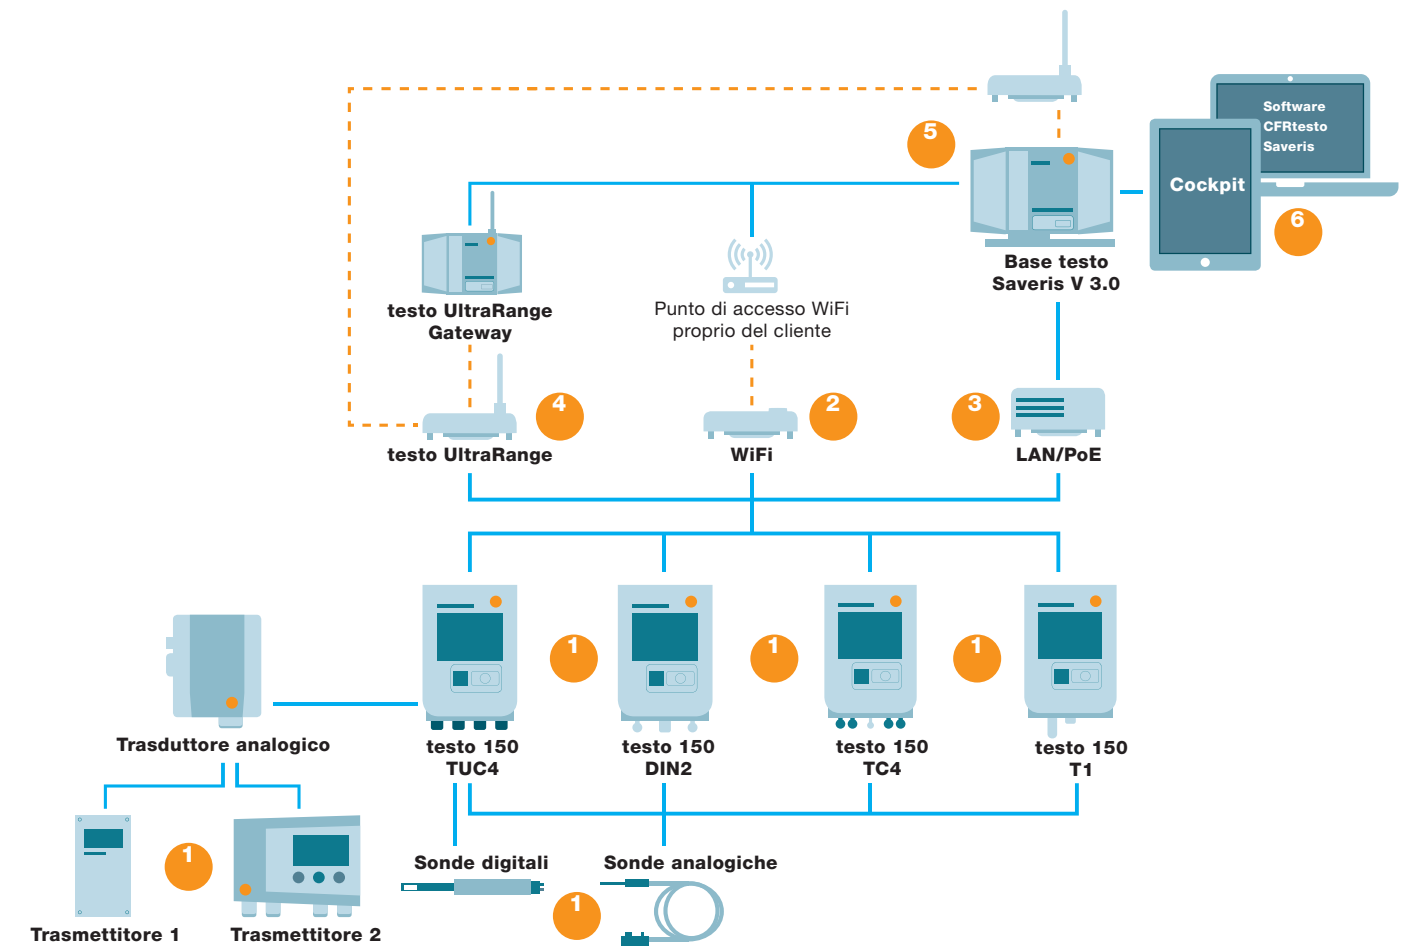 Software
CFRtesto
Saveris
5
Cockpit
6
Base testo
Saveris V 3.0
testo UltraRange
Gateway
Punto di accesso WiFi
proprio del cliente
4
2
3
testo UltraRange
WiFi
LAN/PoE
1
1
1
Trasduttore analogico
testo 150
TUC4
testo 150
DIN2
testo 150
TC4
testo 150
T1
1
Sonde digitali
Sonde analogiche
1
Trasmettitore 1
Trasmettitore 2